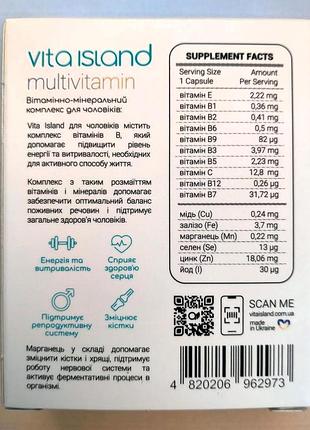 vita Island
multivitamin
Вітамінно-мінеральний
комплекс для чоловіків:
Vita Island для чоловіків містить
комплекс вітамінів B, який
допомагає підвищити рівень
енергії та витривалості, необхідних
для активного способу життя.
Комплекс з таким розмаїттям
вітамінів і мінералів допомагає
забезпечити оптимальний баланс
поживних речовин і підтримує
загальне здоров'я чоловіків.
Енергія та
витривалість
Сприяє
здоров'ю
серця
Підтримує
репродуктивну
систему
Зміцнює
кістки
Марганець у складі допомагає
зміцнити кістки і хрящі, підтримує
роботу нервової системи та
активує ферментативні процеси в
організмі.
SUPPLEMENT FACTS
Serving Size Amount
1 Capsule Per Serving
вітамін E 2,22 mg
вітамін B1 0,36 mg
вітамін B2 0,41 mg
вітамін B6 0,5 mg
вітамін B9 82 µg
вітамін B3 3,97 mg
вітамін B5 2,23 mg
вітамін C 12,8 mg
вітамін B12 0,26 µg
вітамін B7 31,72 µg
мідь (Cu) 0,24 mg
залізо (Fe) 3,7 mg
марганець (Mn) 0,22 mg
селен (Se) 13 µg
цинк (Zn) 18,06 mg
йод (I) 30 µg
SCAN ME
vitaisland.com.ua
made
in Ukraine
4 820206 962973